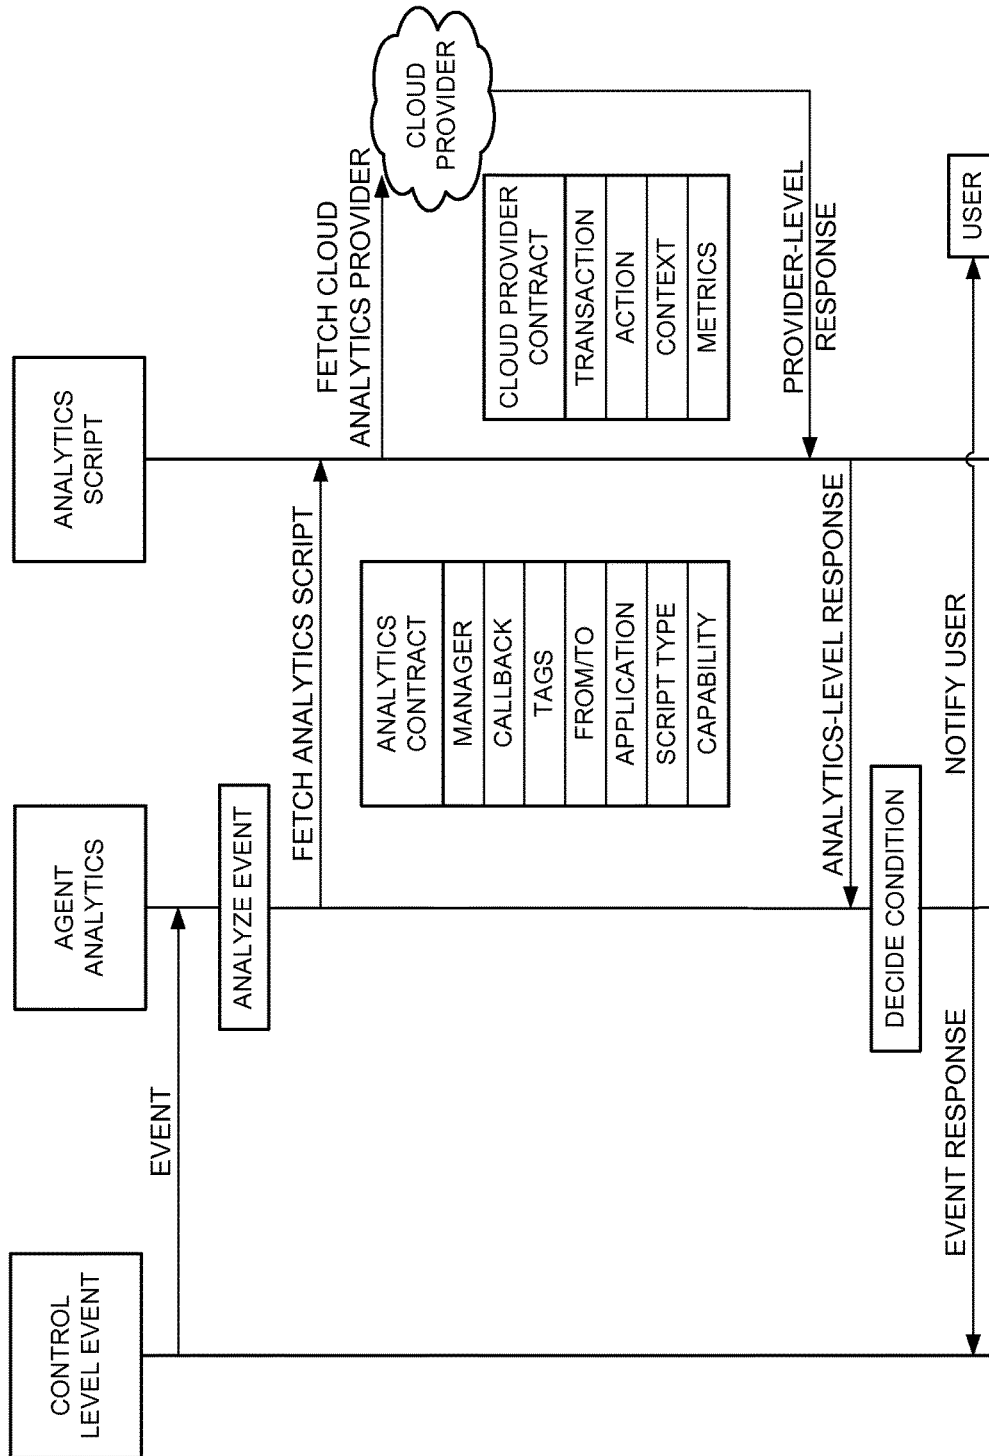 CONTROL
LEVEL EVENT
AGENT
ANALYTICS
ANALYTICS
SCRIPT
EVENT
ANALYZE EVENT
FETCH ANALYTICS SCRIPT
FETCH CLOUD
ANALYTICS PROVIDER
CLOUD
PROVIDER
ANALYTICS
CONTRACT
MANAGER
CALLBACK
TAGS
FROM/TO
APPLICATION
SCRIPT TYPE
CAPABILITY
CLOUD PROVIDER
CONTRACT
TRANSACTION
ACTION
CONTEXT
METRICS
PROVIDER-LEVEL
RESPONSE
ANALYTICS-LEVEL RESPONSE
DECIDE CONDITION
EVENT RESPONSE
NOTIFY USER
USER